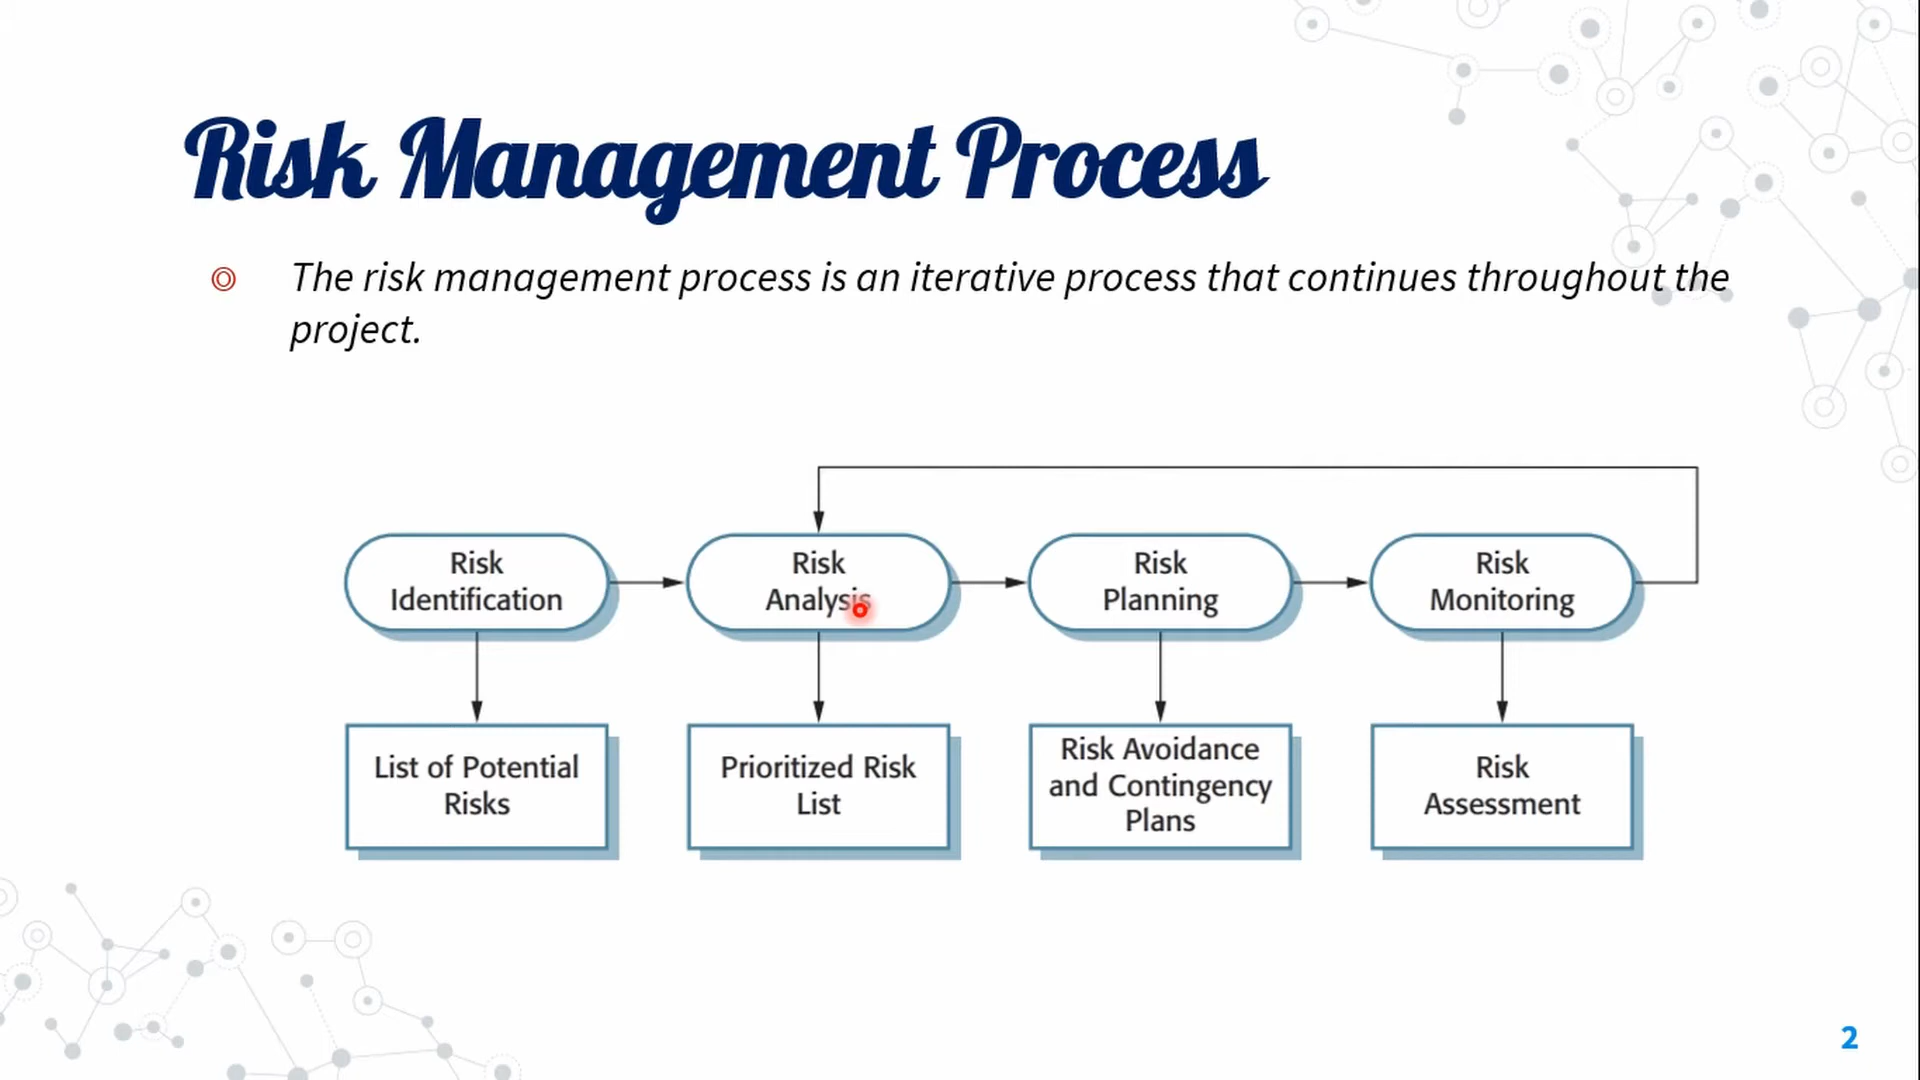 Risk Management Process
The risk management process is an iterative process that continues throughout the
project.
Risk
Identification
Risk
Analysis
Risk
Planning
Risk
Monitoring
List of Potential
Risks
Prioritized Risk
List
Risk Avoidance
and Contingency
Plans
Risk
Assessment
2